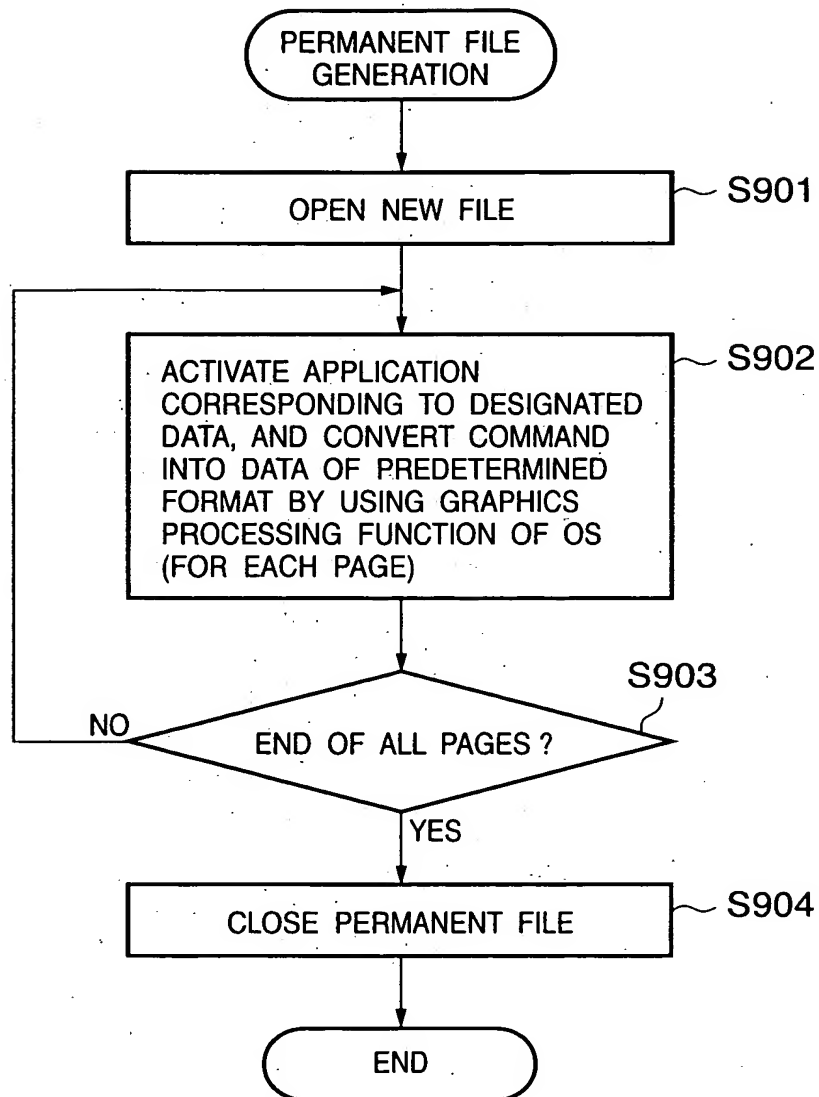 PERMANENT FILE
GENERATION
OPEN NEW FILE
S901
ACTIVATE APPLICATION
CORRESPONDING TO DESIGNATED
DATA, AND CONVERT COMMAND
INTO DATA OF PREDETERMINED
FORMAT BY USING GRAPHICS
PROCESSING FUNCTION OF OS
(FOR EACH PAGE)
S902
S903
NO
END OF ALL PAGES ?
YES
CLOSE PERMANENT FILE
S904
END